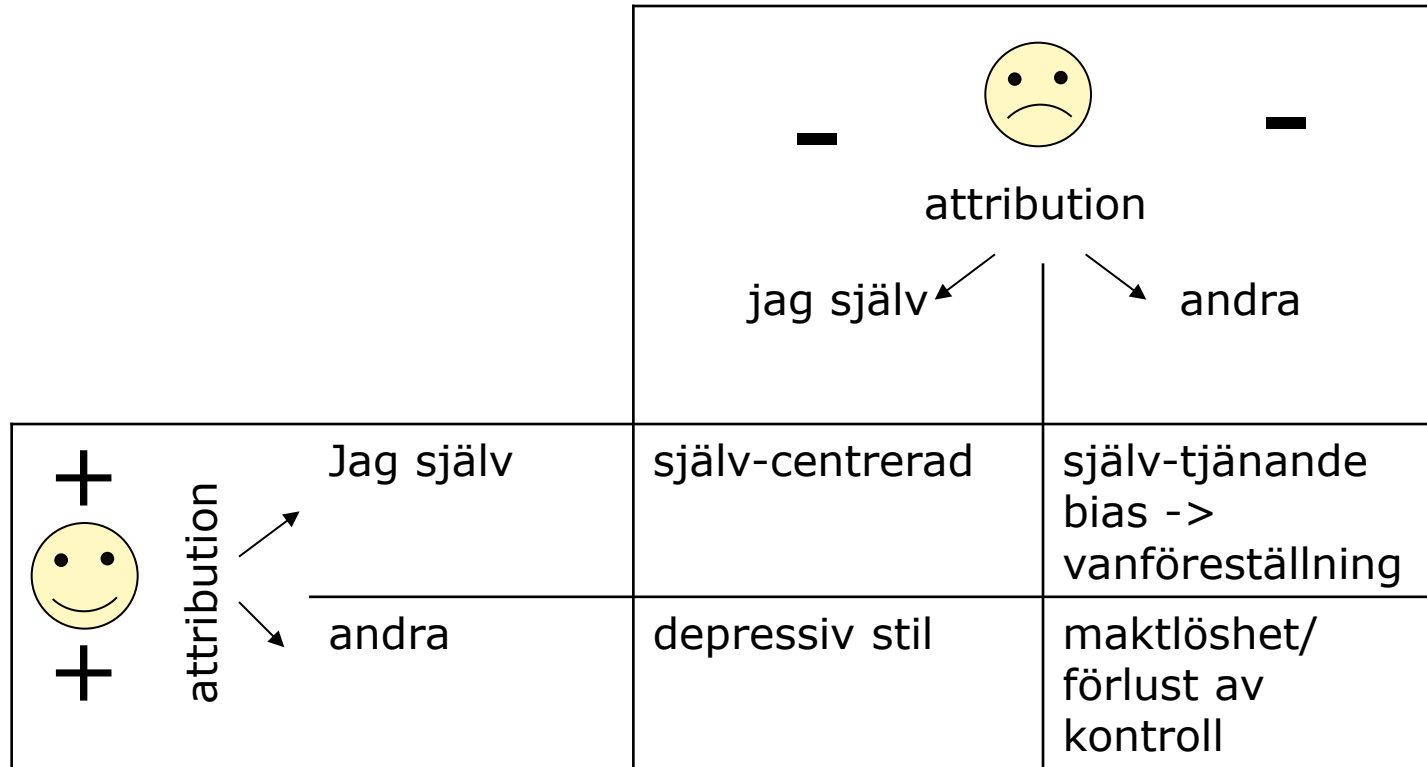 attribution
jag själv
andra
attribution
Jag själv
själv-centrerad
själv-tjänande
bias ->
vanföreställning
andra
depressiv stil
maktlöshet/
förlust av
kontroll